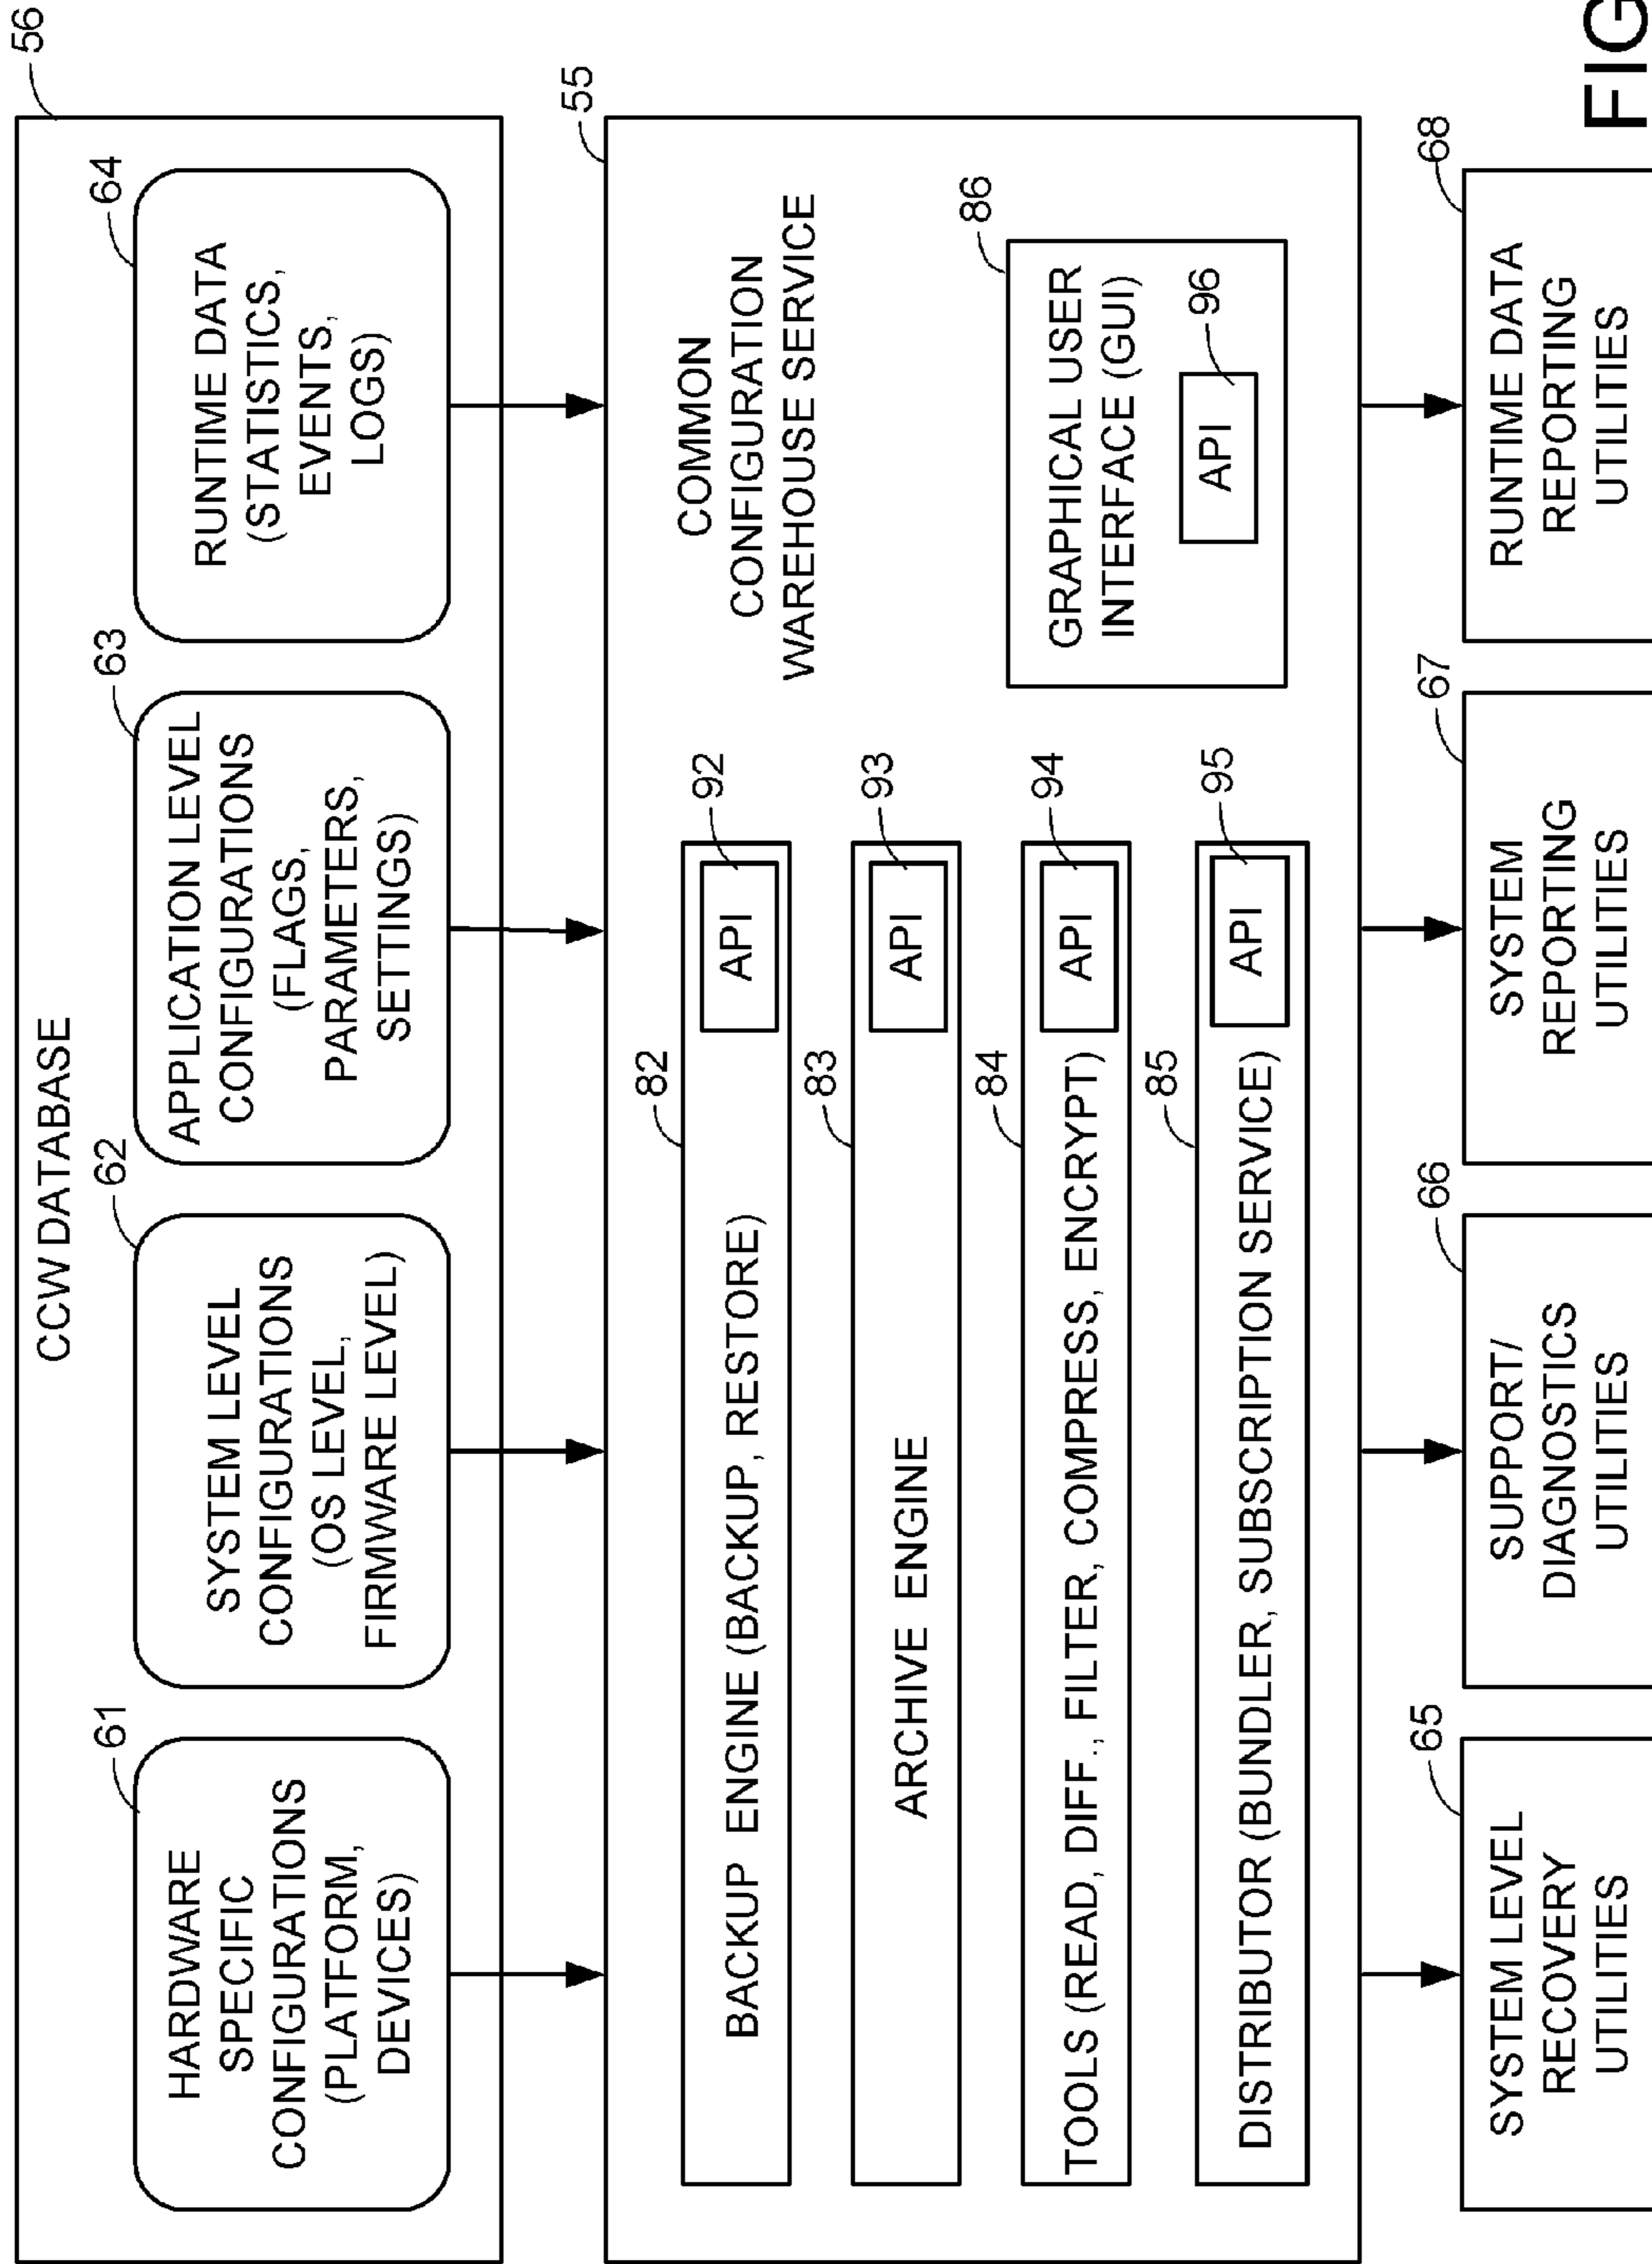 CCW DATABASE
56
61
HARDWARE
SPECIFIC
CONFIGURATIONS
(PLATFORM,
DEVICES)
62
SYSTEM LEVEL
CONFIGURATIONS
(OS LEVEL,
FIRMWARE LEVEL)
63
APPLICATION LEVEL
CONFIGURATIONS
(FLAGS,
PARAMETERS,
SETTINGS)
64
RUNTIME DATA
(STATISTICS,
EVENTS,
LOGS)
55
COMMON
CONFIGURATION
WAREHOUSE SERVICE
82
BACKUP ENGINE (BACKUP, RESTORE)
92
API
83
ARCHIVE ENGINE
93
API
84
TOOLS (READ, DIFF., FILTER, COMPRESS, ENCRYPT)
94
API
85
DISTRIBUTOR (BUNDLER, SUBSCRIPTION SERVICE)
95
API
86
GRAPHICAL USER
INTERFACE (GUI)
96
API
65
SYSTEM LEVEL
RECOVERY
UTILITIES
66
SUPPORT/
DIAGNOSTICS
UTILITIES
67
SYSTEM
REPORTING
UTILITIES
68
RUNTIME DATA
REPORTING
UTILITIES
FIG